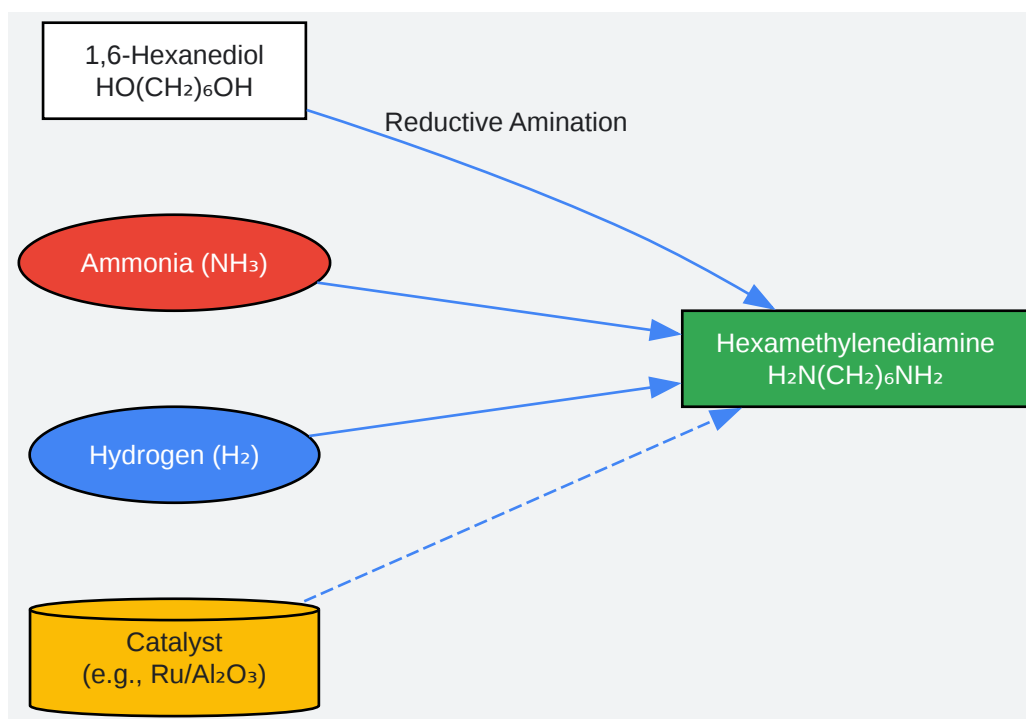 1,6-Hexanediol
HO(CH₂)₆OH
Reductive Amination
Ammonia (NH₃)
Hexamethylenediamine
H₂N(CH₂)₆NH₂
Hydrogen (H₂)
Catalyst
(e.g., Ru/Al₂O₃)